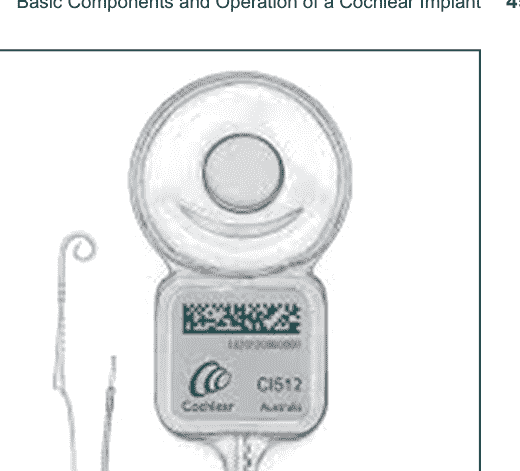 Basic Components and Operation of a Cochlear Implant
CI512
Cochlear Australia